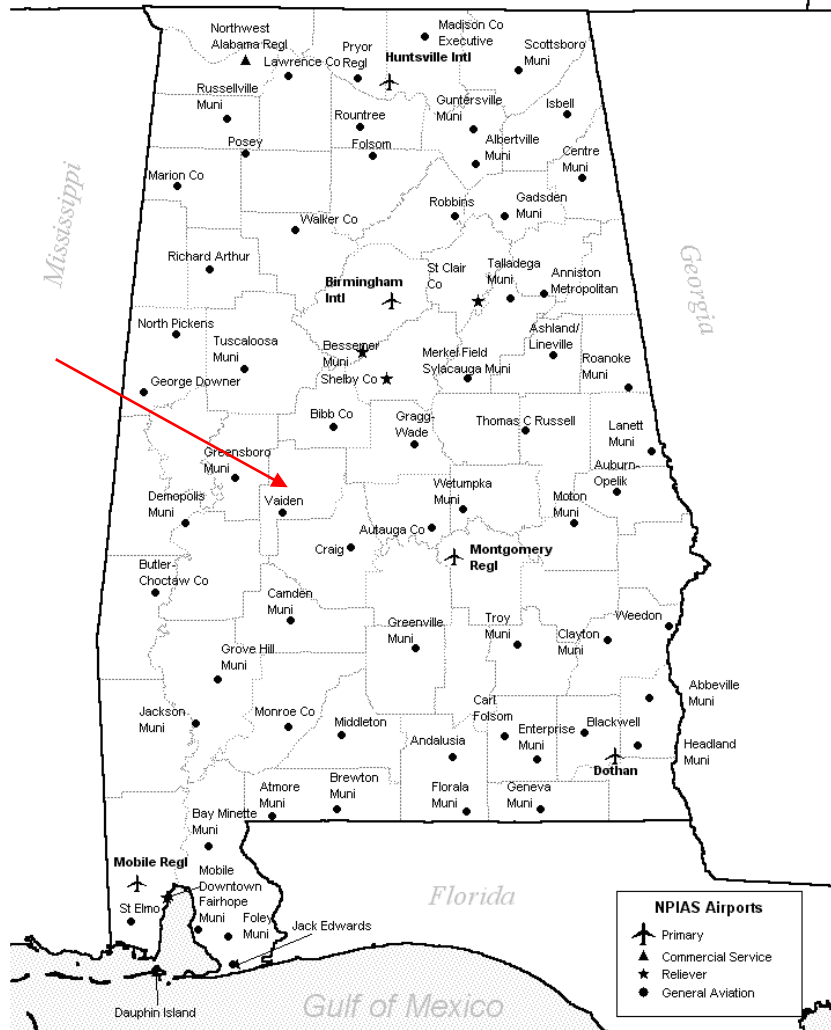 Northwest
Alabama Regl
Lawrence Co
Pryor
Regl
Madison Co
Executive
Huntsville Intl
Scottsboro
Muni
Russellville
Muni
Rountree
Guntersville
Muni
Isbell
Posey
Folsom
Albertville
Muni
Centre
Muni
Marion Co
Walker Co
Robbins
Gadsden
Muni
Mississippi
Georgia
Richard Arthur
Birmingham
Intl
St Clair
Co
Talladega
Muni
Anniston
Metropolitan
North Pickens
Tuscaloosa
Muni
Bessemer
Muni
Shelby Co
Merkel Field
Sylacauga Muni
Ashland/
Lineville
Roanoke
Muni
George Downer
Bibb Co
Gragg-
Wade
Thomas C Russell
Lanett
Muni
Greensboro
Muni
Auburn-
Opelik
Demopolis
Muni
Vaiden
Wetumpka
Muni
Moton
Muni
Autauga Co
Craig
Montgomery
Regl
Butler-
Choctaw Co
Camden
Muni
Greenville
Muni
Troy
Muni
Clayton
Muni
Weedon
Grove Hill
Muni
Abbeville
Muni
Jackson
Muni
Monroe Co
Middleton
Carl
Folsom
Andalusia
Enterprise
Muni
Blackwell
Headland
Muni
Dothan
Atmore
Muni
Brewton
Muni
Florala
Muni
Geneva
Muni
Bay Minette
Muni
Mobile Regl
Mobile
Downtown
Fairhope
Muni
St Elmo
Foley
Muni
Jack Edwards
Florida
Dauphin Island
Gulf of Mexico
NPIAS Airports
Primary
Commercial Service
Reliever
General Aviation